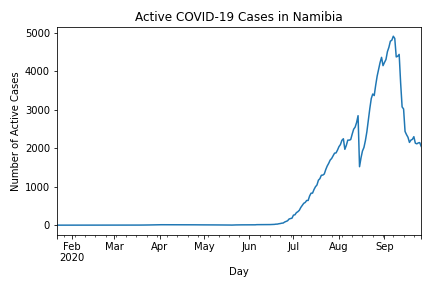 Active COVID-19 Cases in Namibia
Number of Active Cases
5000
4000
3000
2000
1000
0
Feb Mar Apr May Jun Jul Aug Sep
2020
Day